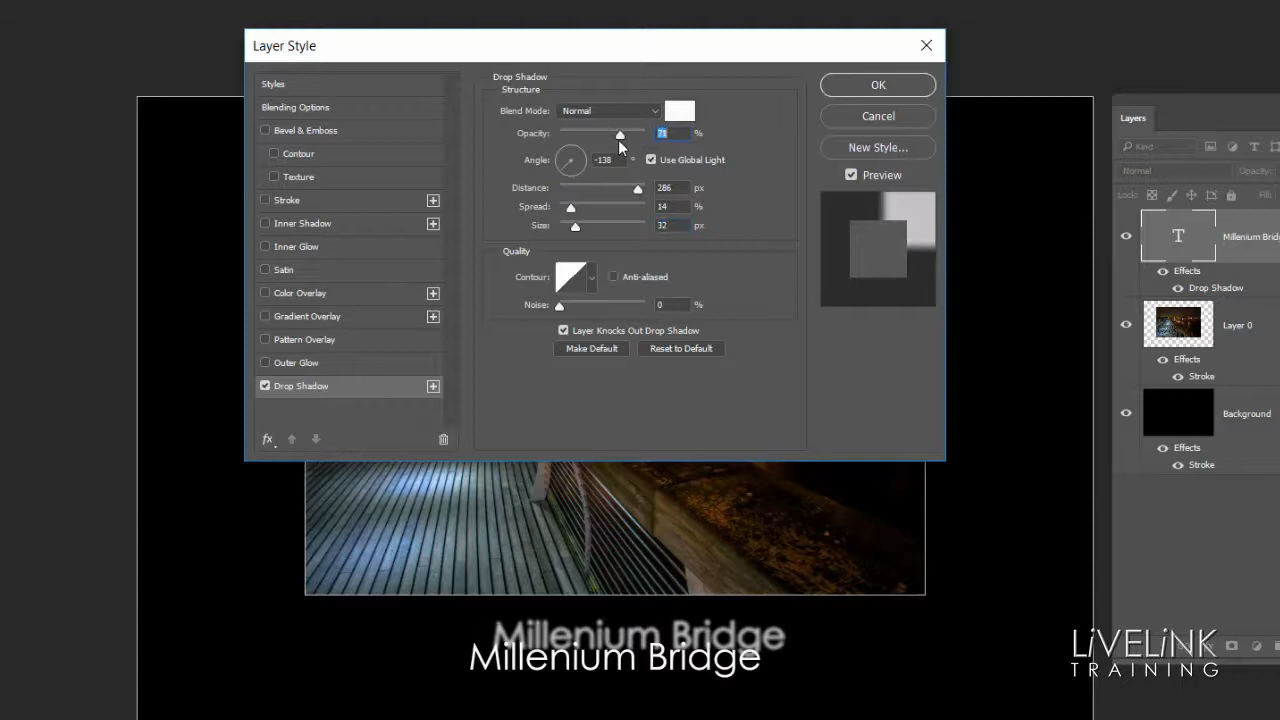 Layer Style
Styles
Blending Options
Bevel & Emboss
Contour
Texture
Stroke
Inner Shadow
Inner Glow
Satin
Color Overlay
Gradient Overlay
Pattern Overlay
Outer Glow
Drop Shadow
fx
Drop Shadow
Structure
Blend Mode: Normal
Opacity: 71 %
Angle: -138 ° Use Global Light
Distance: 286 px
Spread: 14 %
Size: 32 px
Quality
Contour: Anti-aliased
Noise: 0 %
Layer Knocks Out Drop Shadow
Make Default Reset to Default
OK
Cancel
New Style...
Preview
Layers
Kind
Normal Opacity:
Lock: Fill:
T Millenium Brid
Effects
Drop Shadow
Layer 0
Effects
Stroke
Background
Effects
Stroke
Millenium Bridge
Millenium Bridge
LiVELiNK
TRAINING